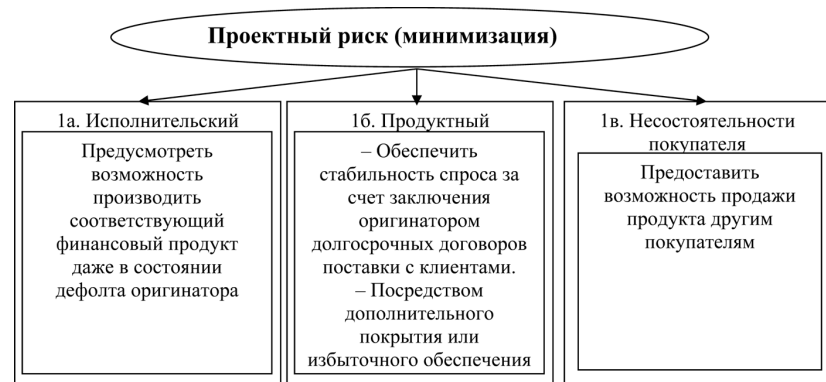 Проектный риск (минимизация)
1а. Исполнительский
Предусмотреть
возможность
производить
соответствующий
финансовый продукт
даже в состоянии
дефолта оригинатора
1б. Продуктный
– Обеспечить
стабильность спроса за
счет заключения
оригинатором
долгосрочных договоров
поставки с клиентами.
– Посредством
дополнительного
покрытия или
избыточного обеспечения
1в. Несостоятельности
покупателя
Предоставить
возможность продажи
продукта другим
покупателям